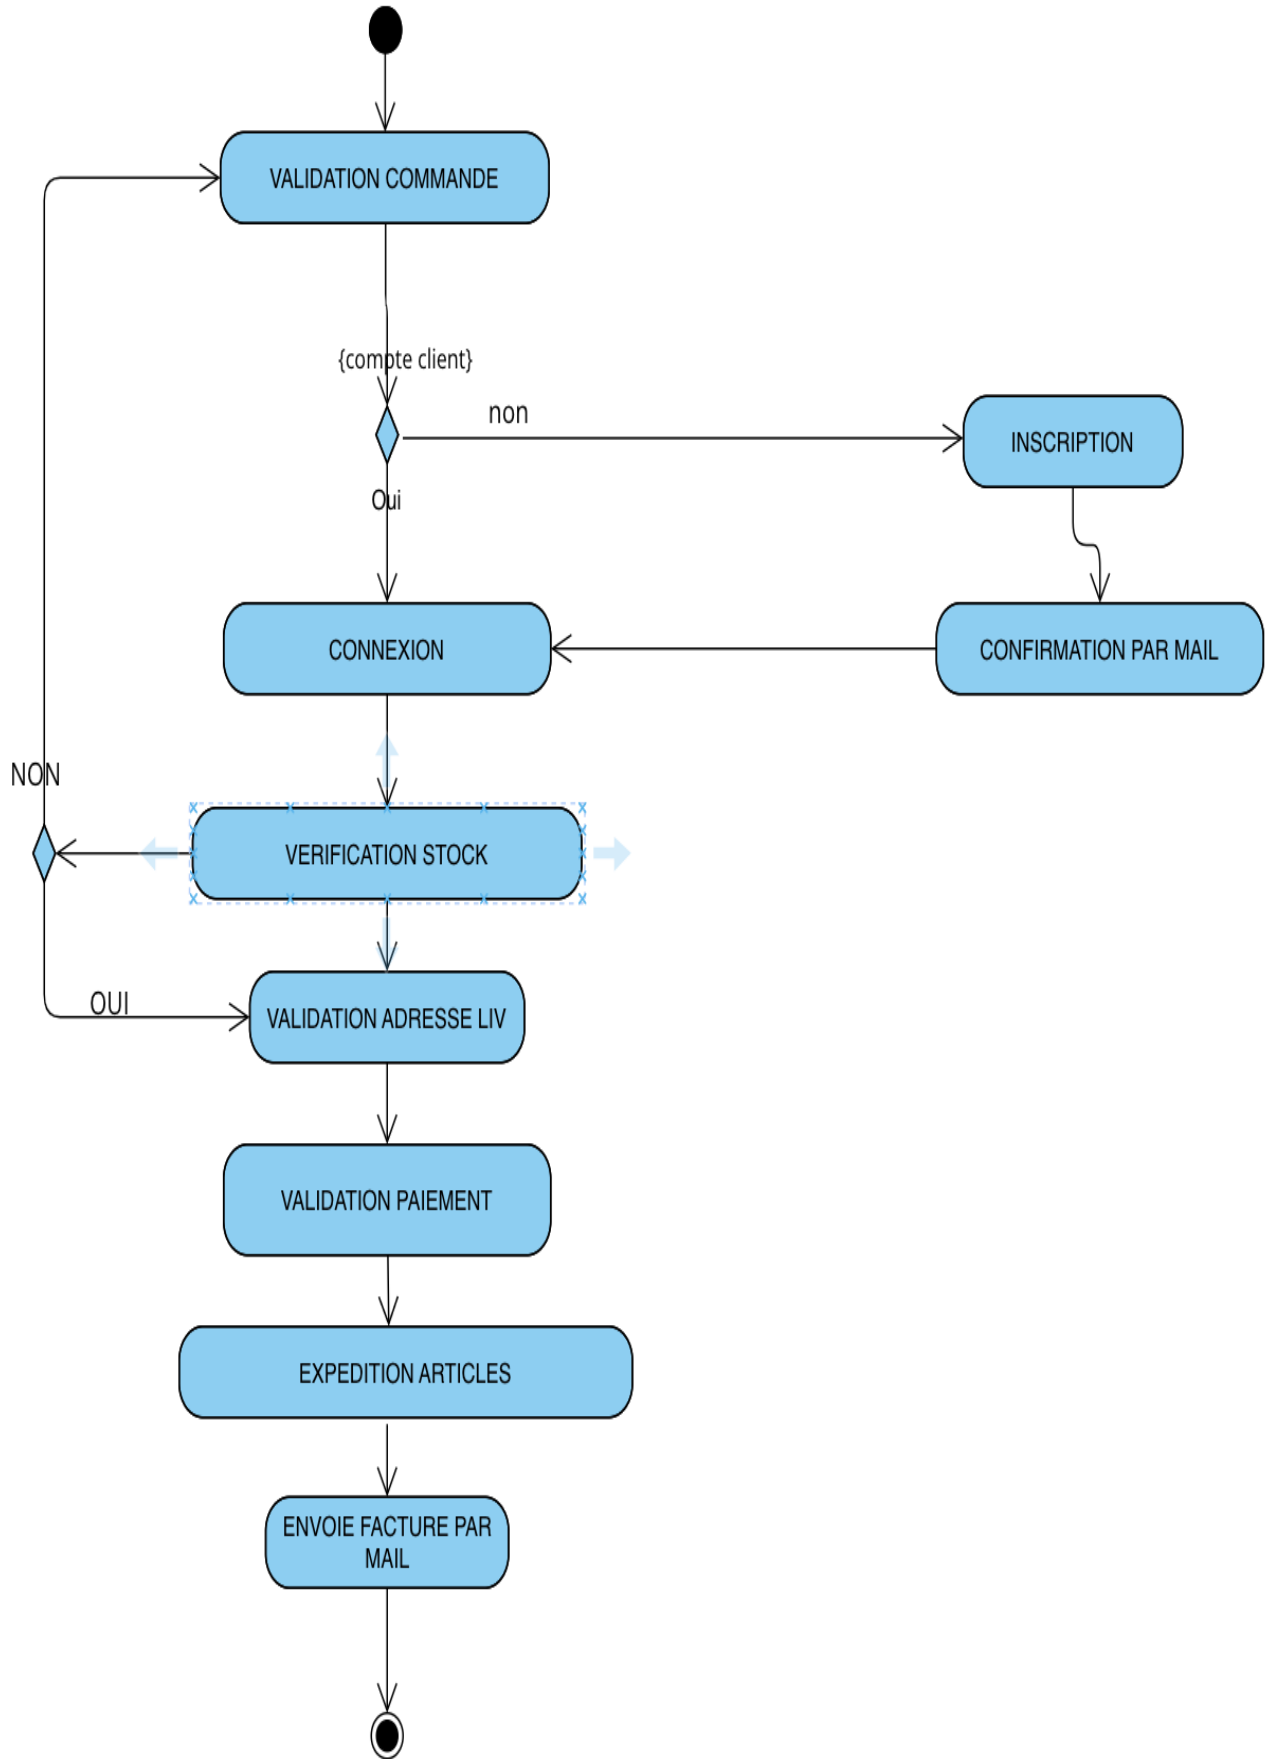 VALIDATION COMMANDE
{compte client}
non
INSCRIPTION
Oui
CONNEXION
CONFIRMATION PAR MAIL
NON
VERIFICATION STOCK
OUI
VALIDATION ADRESSE LIV
VALIDATION PAIEMENT
EXPEDITION ARTICLES
ENVOIE FACTURE PAR
MAIL